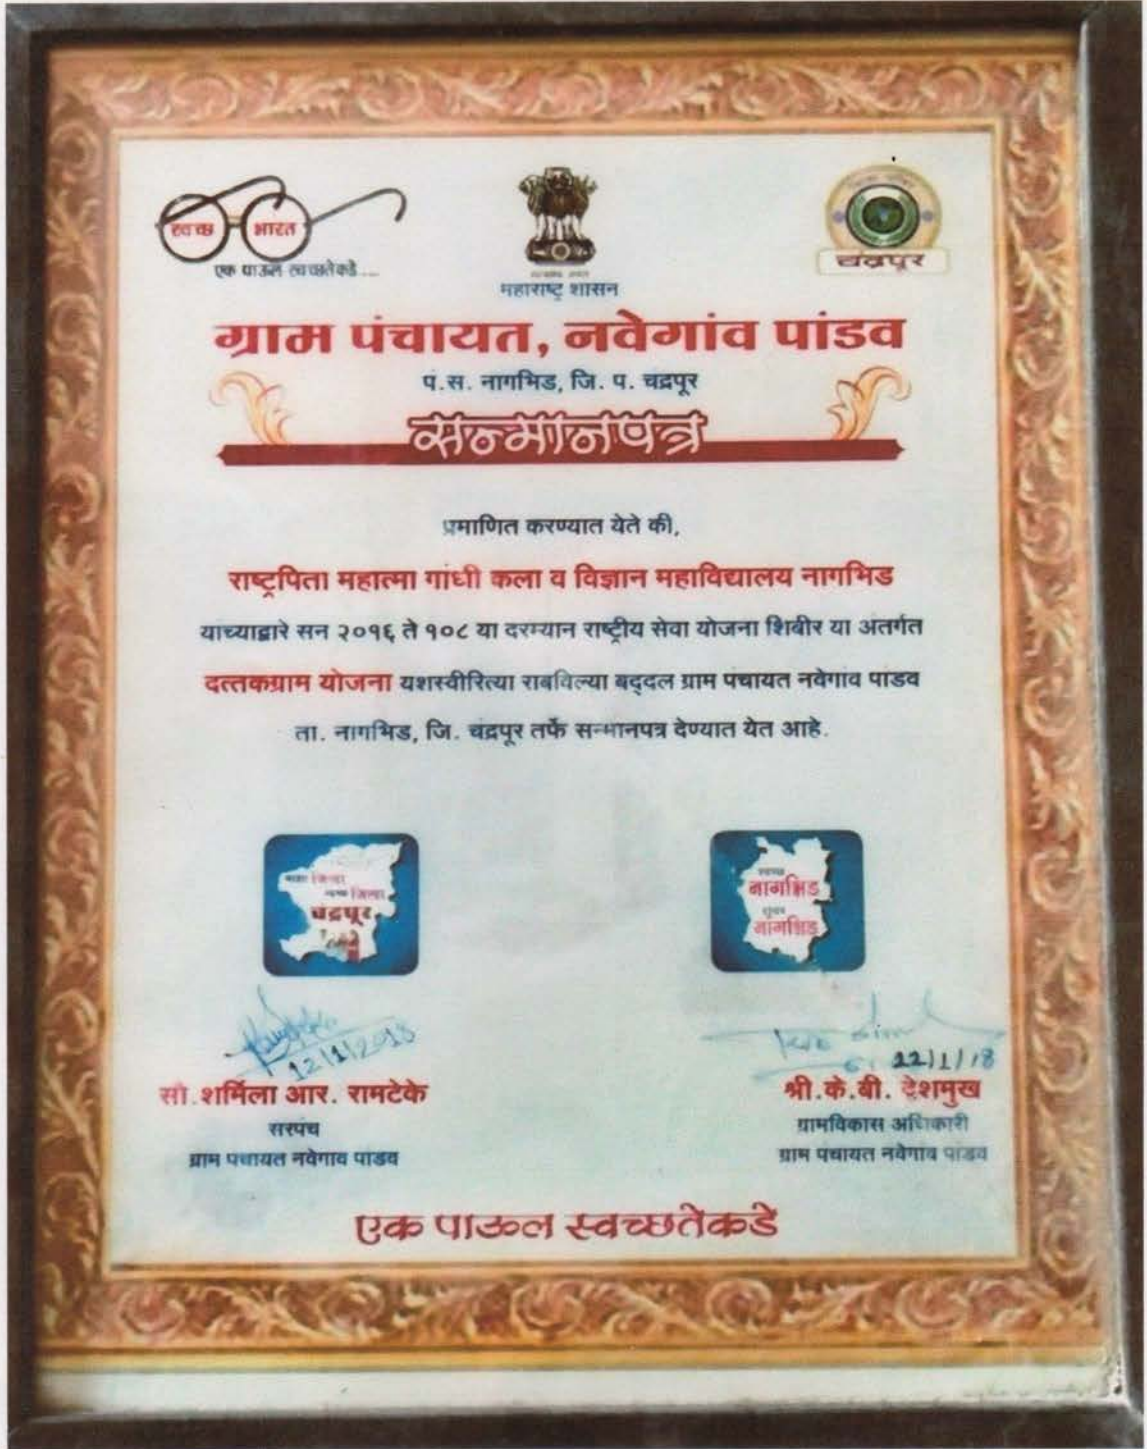 स्वच्छ भारत
एक पाऊल स्वच्छतेकडे....
महाराष्ट्र शासन
चंद्रपूर
ग्राम पंचायत, नवेगांव पांडव
पं.स. नागभिड, जि. प. चंद्रपूर
सन्मानपत्र
प्रमाणित करण्यात येते की,
राष्ट्रपिता महात्मा गांधी कला व विज्ञान महाविद्यालय नागभिड
यांच्याद्वारे सन २०१६ ते १०८ या दरम्यान राष्ट्रीय सेवा योजना शिबीर या अंतर्गत
दत्तकग्राम योजना यशस्वीरित्या राबविल्या बद्दल ग्राम पंचायत नवेगांव पांडव
ता. नागभिड, जि. चंद्रपूर तर्फे सन्मानपत्र देण्यात येत आहे.
जिल्हा
जिल्हा
चंद्रपूर
स्वच्छ
नागभिड
सुंदर
नागभिड
12/1/2018
22/1/18
सौ.शर्मिला आर. रामटेके
सरपंच
ग्राम पंचायत नवेगांव पांडव
श्री.के.बी. देशमुख
ग्रामविकास अधिकारी
ग्राम पंचायत नवेगांव पांडव
एक पाऊल स्वच्छतेकडे